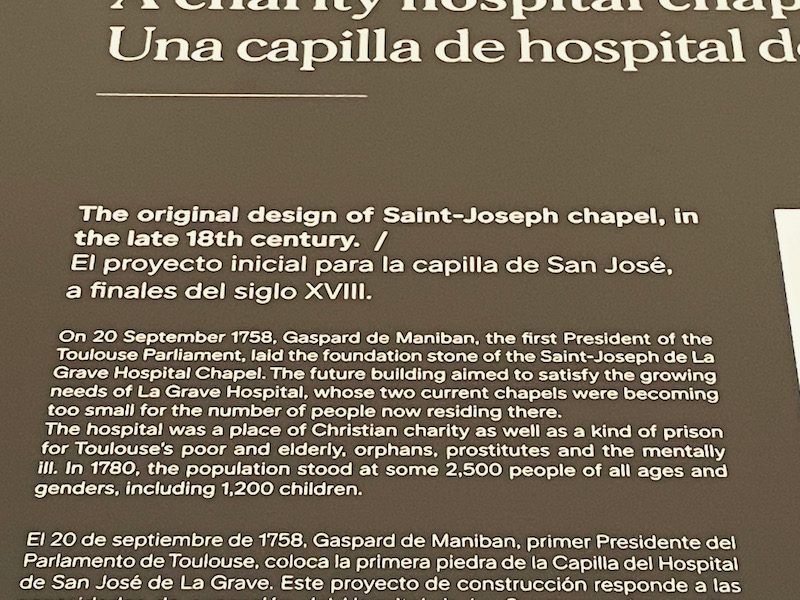 A charity hospital
Una capilla de hospital
The original design of Saint-Joseph chapel, in
the late 18th century. /
El proyecto inicial para la capilla de San José,
a finales del siglo XVIII.
On 20 September 1758, Gaspard de Maniban, the first President of the
Toulouse Parliament, laid the foundation stone of the Saint-Joseph de La
Grave Hospital Chapel. The future building aimed to satisfy the growing
needs of La Grave Hospital, whose two current chapels were becoming
too small for the number of people now residing there.
The hospital was a place of Christian charity as well as a kind of prison
for Toulouse's poor and elderly, orphans, prostitutes and the mentally
ill. In 1780, the population stood at some 2,500 people of all ages and
genders, including 1,200 children.
El 20 de septiembre de 1758, Gaspard de Maniban, primer Presidente del
Parlamento de Toulouse, coloca la primera piedra de la Capilla del Hospital
de San José de La Grave. Este proyecto de construcción responde a las